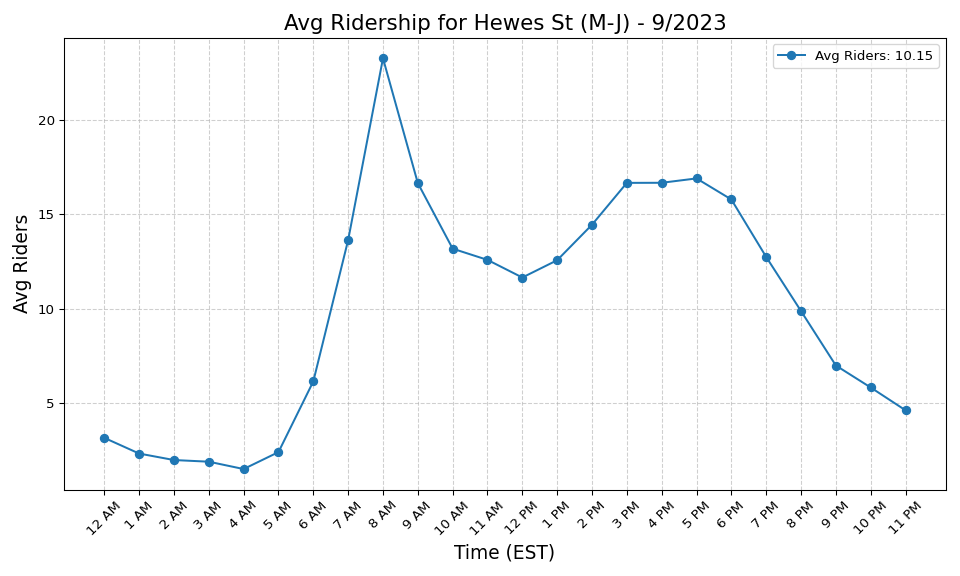 Avg Ridership for Hewes St (M-J) - 9/2023
Avg Riders: 10.15
Avg Riders
20
15
10
5
12 AM
1 AM
2 AM
3 AM
4 AM
5 AM
6 AM
7 AM
8 AM
9 AM
10 AM
11 AM
12 PM
1 PM
2 PM
3 PM
4 PM
5 PM
6 PM
7 PM
8 PM
9 PM
10 PM
11 PM
Time (EST)